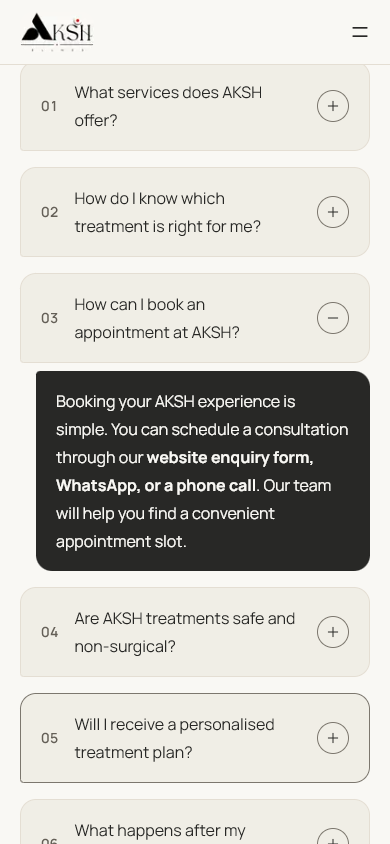 AKSH
01
What services does AKSH
offer?
02
How do I know which
treatment is right for me?
03
How can I book an
appointment at AKSH?
Booking your AKSH experience is
simple. You can schedule a consultation
through our website enquiry form,
WhatsApp, or a phone call. Our team
will help you find a convenient
appointment slot.
04
Are AKSH treatments safe and
non-surgical?
05
Will I receive a personalised
treatment plan?
06
What happens after my